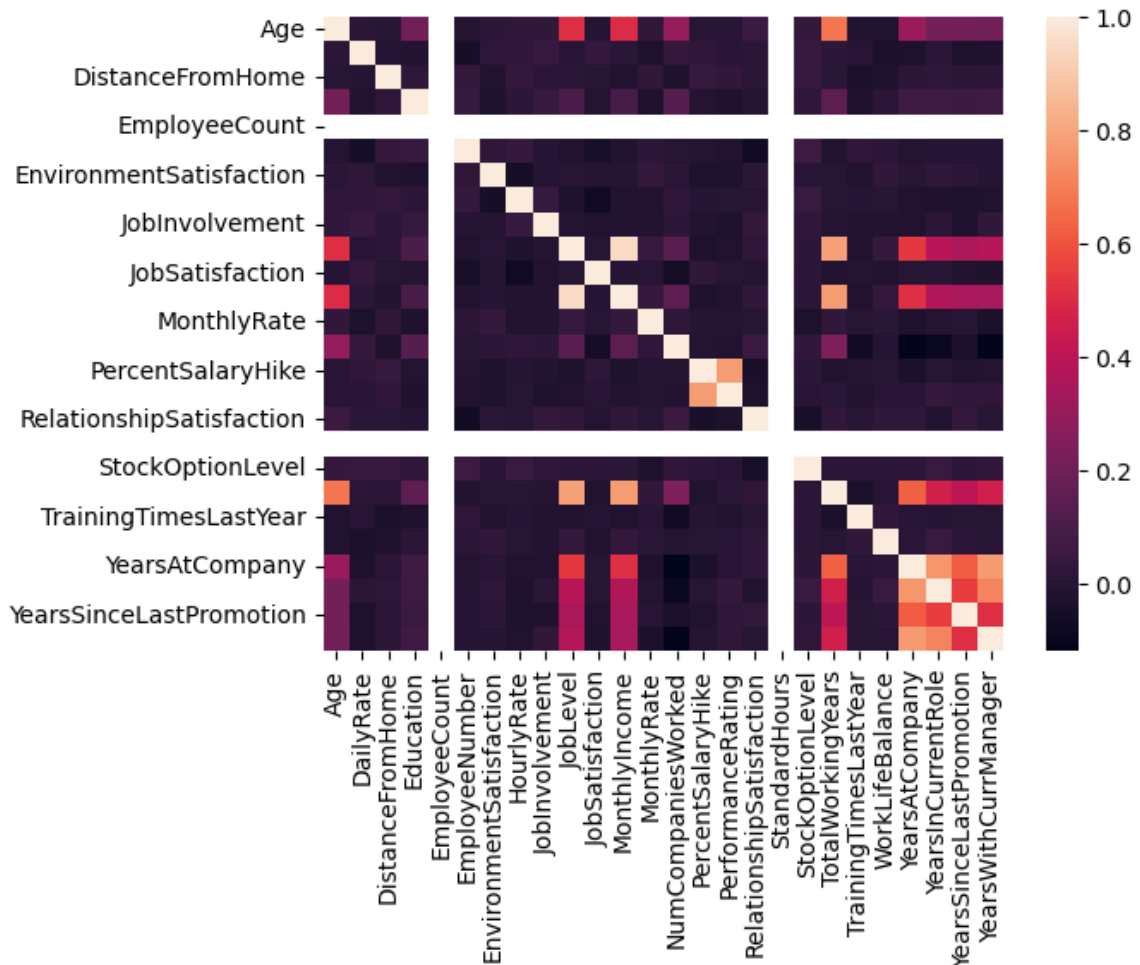 Age
DistanceFromHome
EmployeeCount
EnvironmentSatisfaction
JobInvolvement
JobSatisfaction
MonthlyRate
PercentSalaryHike
RelationshipSatisfaction
StockOptionLevel
TrainingTimesLastYear
YearsAtCompany
YearsSinceLastPromotion
Age
DailyRate
DistanceFromHome
Education
EmployeeCount
EmployeeNumber
EnvironmentSatisfaction
HourlyRate
JobInvolvement
JobLevel
JobSatisfaction
MonthlyIncome
MonthlyRate
NumCompaniesWorked
PercentSalaryHike
PerformanceRating
RelationshipSatisfaction
StandardHours
StockOptionLevel
TotalWorkingYears
TrainingTimesLastYear
WorkLifeBalance
YearsAtCompany
YearsInCurrentRole
YearsSinceLastPromotion
YearsWithCurrManager
1.0
0.8
0.6
0.4
0.2
0.0